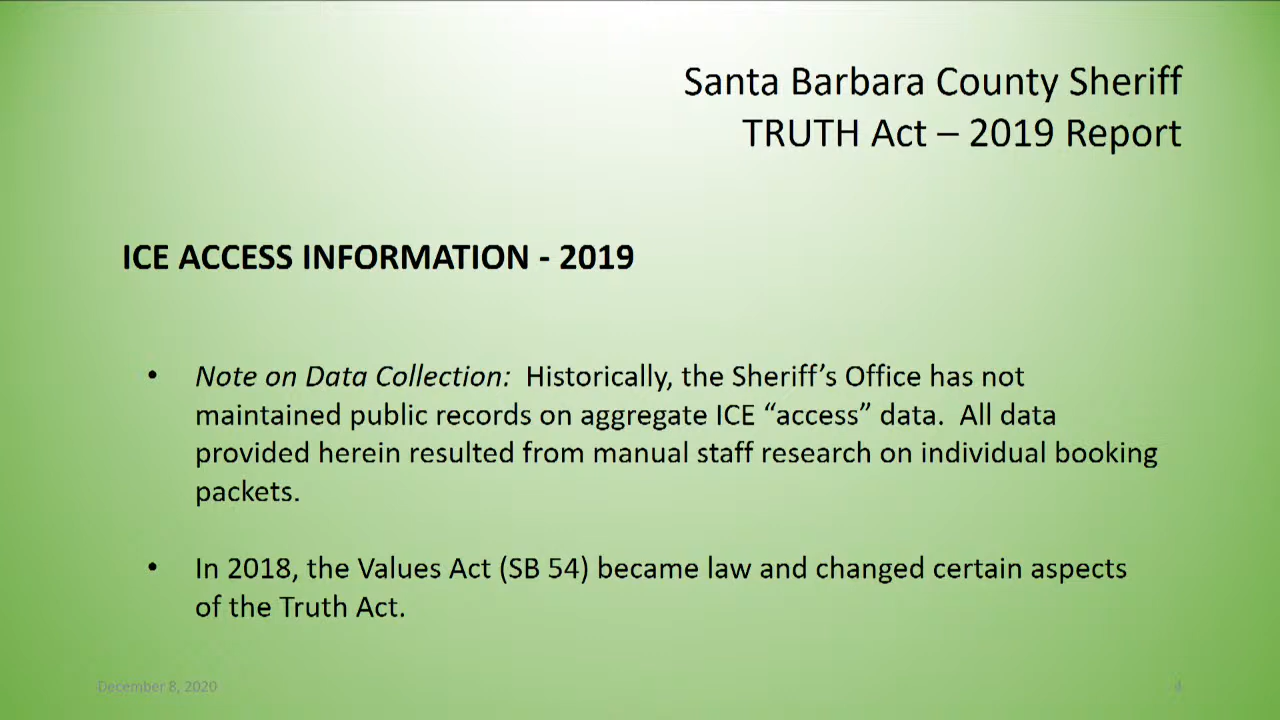 Santa Barbara County Sheriff
TRUTH Act – 2019 Report
ICE ACCESS INFORMATION - 2019
• Note on Data Collection:  Historically, the Sheriff’s Office has not
maintained public records on aggregate ICE “access” data.  All data
provided herein resulted from manual staff research on individual booking
packets.
• In 2018, the Values Act (SB 54) became law and changed certain aspects
of the Truth Act.
December 8, 2020